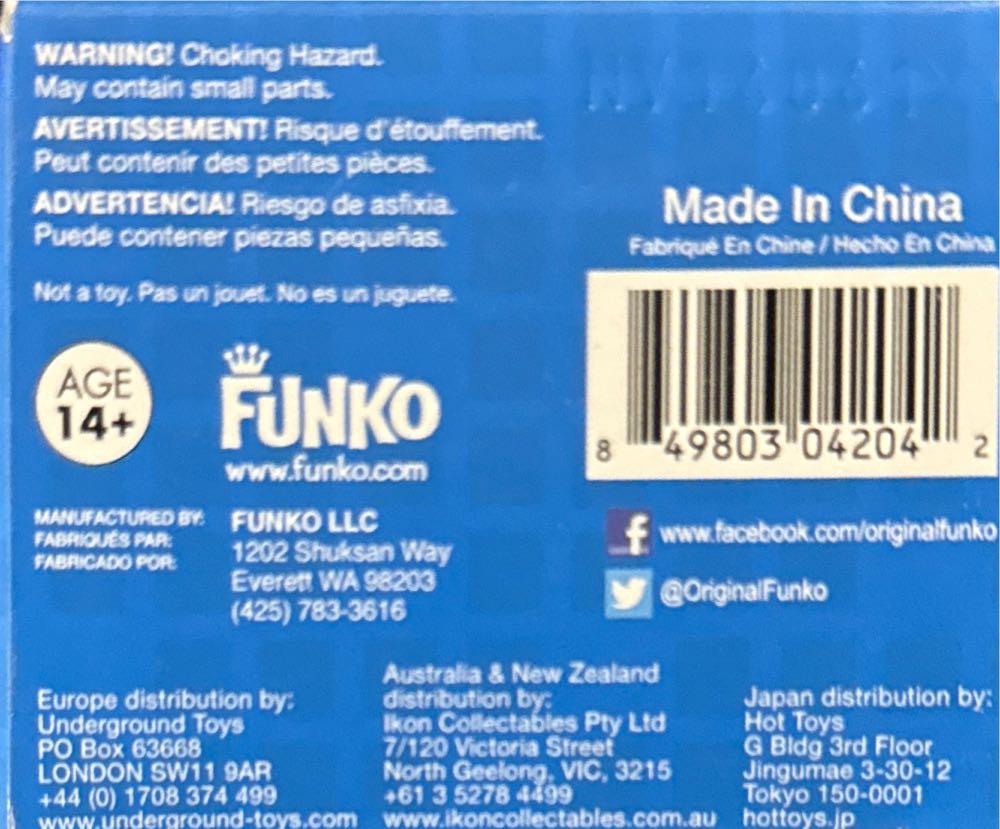 WARNING! Choking Hazard.
May contain small parts.
AVERTISSEMENT! Risque d'étouffement.
Peut contenir des petites pièces.
ADVERTENCIA! Riesgo de asfixia.
Puede contener piezas pequeñas.
Not a toy. Pas un jouet. No es un juguete.
AGE
14+
FUNKO
www.funko.com
MANUFACTURED BY:
FABRIQUÉS PAR:
FABRICADO POR:
FUNKO LLC
1202 Shuksan Way
Everett WA 98203
(425) 783-3616
Made In China
Fabriqué En Chine / Hecho En China
8 49803 04204 2
f www.facebook.com/originalfunko
@OriginalFunko
Europe distribution by:
Underground Toys
PO Box 63668
LONDON SW11 9AR
+44 (0) 1708 374 499
www.underground-toys.com
Australia & New Zealand
distribution by:
Ikon Collectables Pty Ltd
7/120 Victoria Street
North Geelong, VIC, 3215
+61 3 5278 4499
www.ikoncollectables.com.au
Japan distribution by:
Hot Toys
G Bldg 3rd Floor
Jingumae 3-30-12
Tokyo 150-0001
hottoys.jp